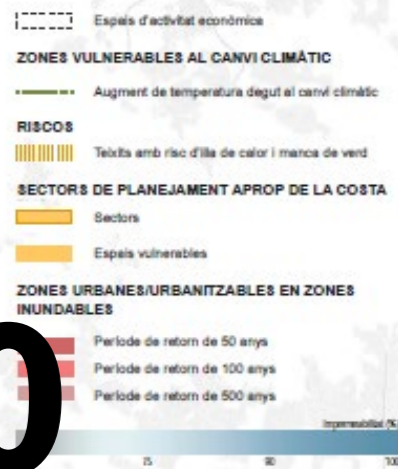 Espais d'activitat econòmica
ZONES VULNERABLES AL CANVI CLIMÀTIC
Augment de temperatura degut al canvi climàtic
RISCOS
Teixits amb risc d'illa de calor i manca de verd
SECTORS DE PLANEJAMENT APROP DE LA COSTA
Sectors
Espais vulnerables
ZONES URBANES/URBANITZABLES EN ZONES
INUNDABLES
Període de retorn de 50 anys
Període de retorn de 100 anys
Període de retorn de 500 anys
0
Impermeabilitat (%
75 90 100